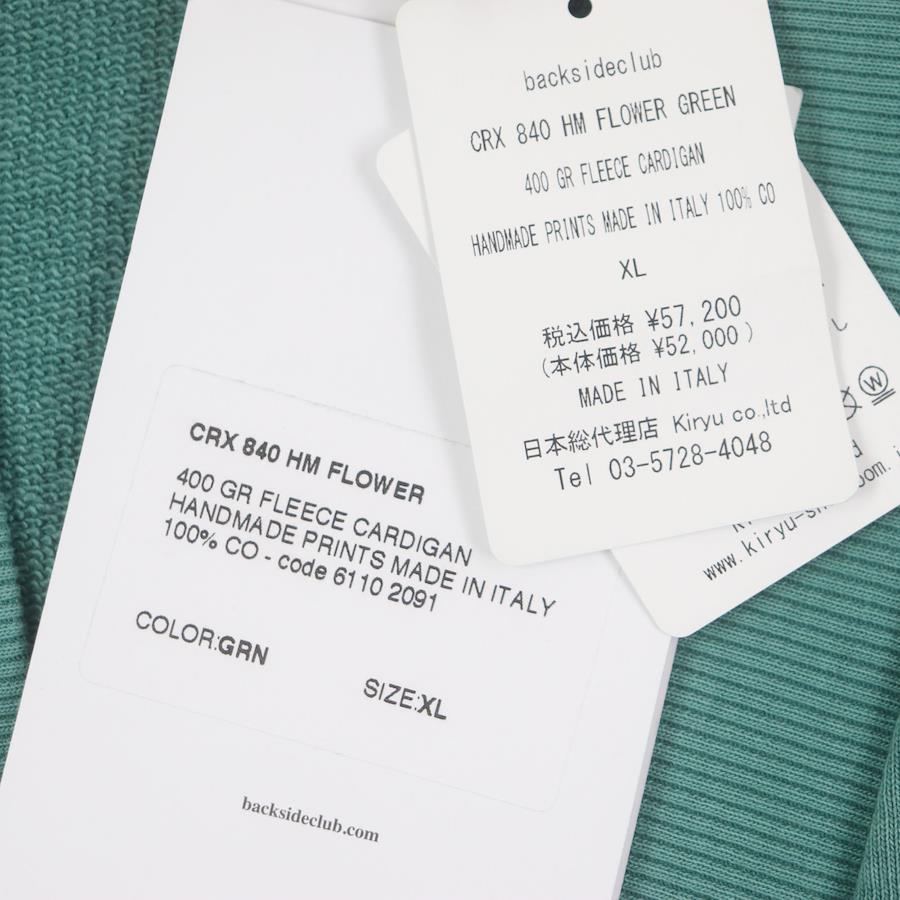 backsideclub
CRX 840 HM FLOWER GREEN
400 GR FLEECE CARDIGAN
HANDMADE PRINTS MADE IN ITALY 100% CO
XL
税込価格 ¥57,200
(本体価格 ¥52,000)
MADE IN ITALY
日本総代理店 Kiryu co.,ltd
Tel 03-5728-4048
W
CRX 840 HM FLOWER
400 GR FLEECE CARDIGAN
HANDMADE PRINTS MADE IN ITALY
100% CO - code 6110 2091
COLOR:GRN
SIZE:XL
backsideclub.com